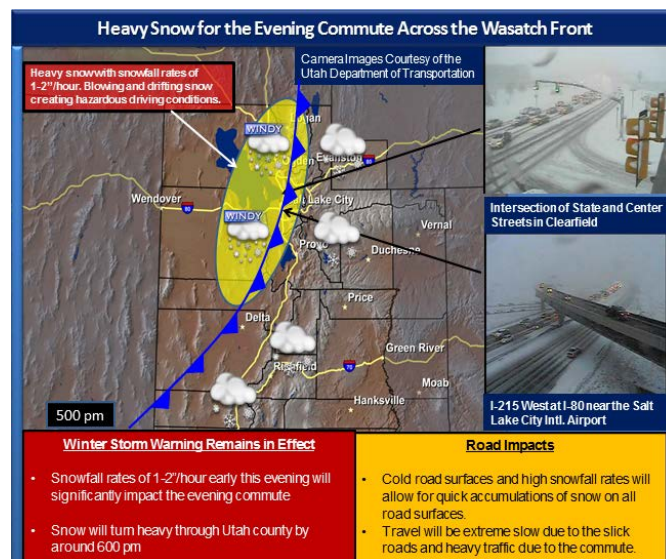 Heavy Snow for the Evening Commute Across the Wasatch Front
Heavy snow with snowfall rates of
1-2"/hour. Blowing and drifting snow
creating hazardous driving conditions.
Camera Images Courtesy of the
Utah Department of Transportation
WINDY
Evanston
80
Wendover
80
Lake City
WINDY
Vernal
Duchesne
Price
Delta
Green River
70
Moab
Hanksville
500 pm
Intersection of State and Center
Streets in Clearfield
I-215 West at I-80 near the Salt
Lake City Intl. Airport
Winter Storm Warning Remains in Effect
• Snowfall rates of 1-2"/hour early this evening will
significantly impact the evening commute
• Snow will turn heavy through Utah county by
around 600 pm
Road Impacts
• Cold road surfaces and high snowfall rates will
allow for quick accumulations of snow on all
road surfaces.
• Travel will be extreme slow due to the slick
roads and heavy traffic due to the commute.